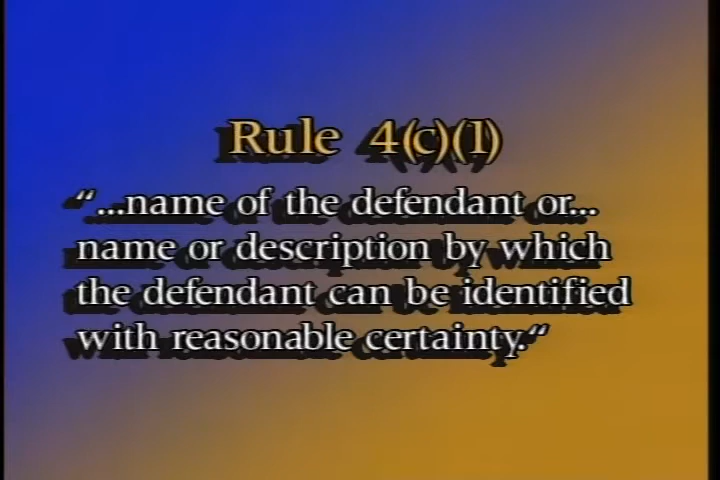 Rule 4(c)(1)
“...name of the defendant or...
name or description by which
the defendant can be identified
with reasonable certainty.“